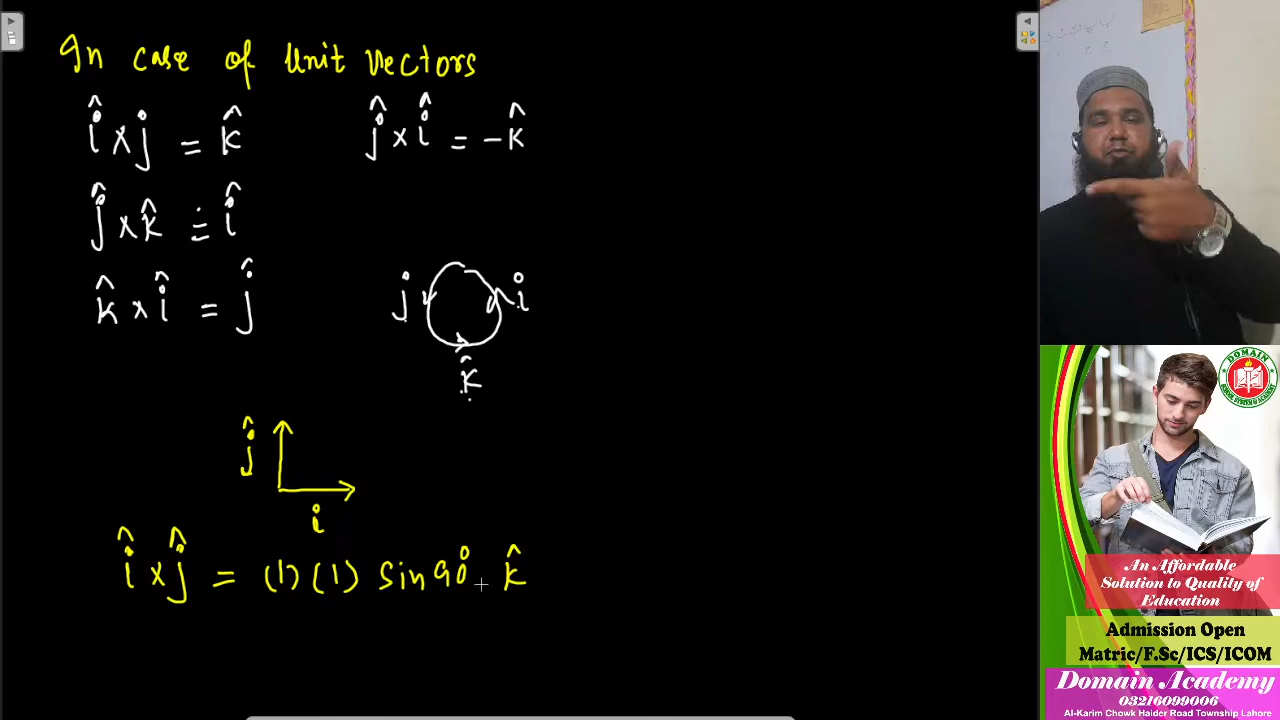 In case of Unit Vectors
î × j = k̂
ĵ × î = -k̂
ĵ × k̂ = î
k̂ × î = ĵ
j
i
k̂
ĵ
i
î × ĵ = (1) (1) Sin 90° k̂
DOMAIN
An Affordable
Solution to Quality of
Education
Admission Open
Matric/F.Sc/ICS/ICOM
Domain Academy
03216099006
Al-Karim Chowk Haider Road Township Lahore